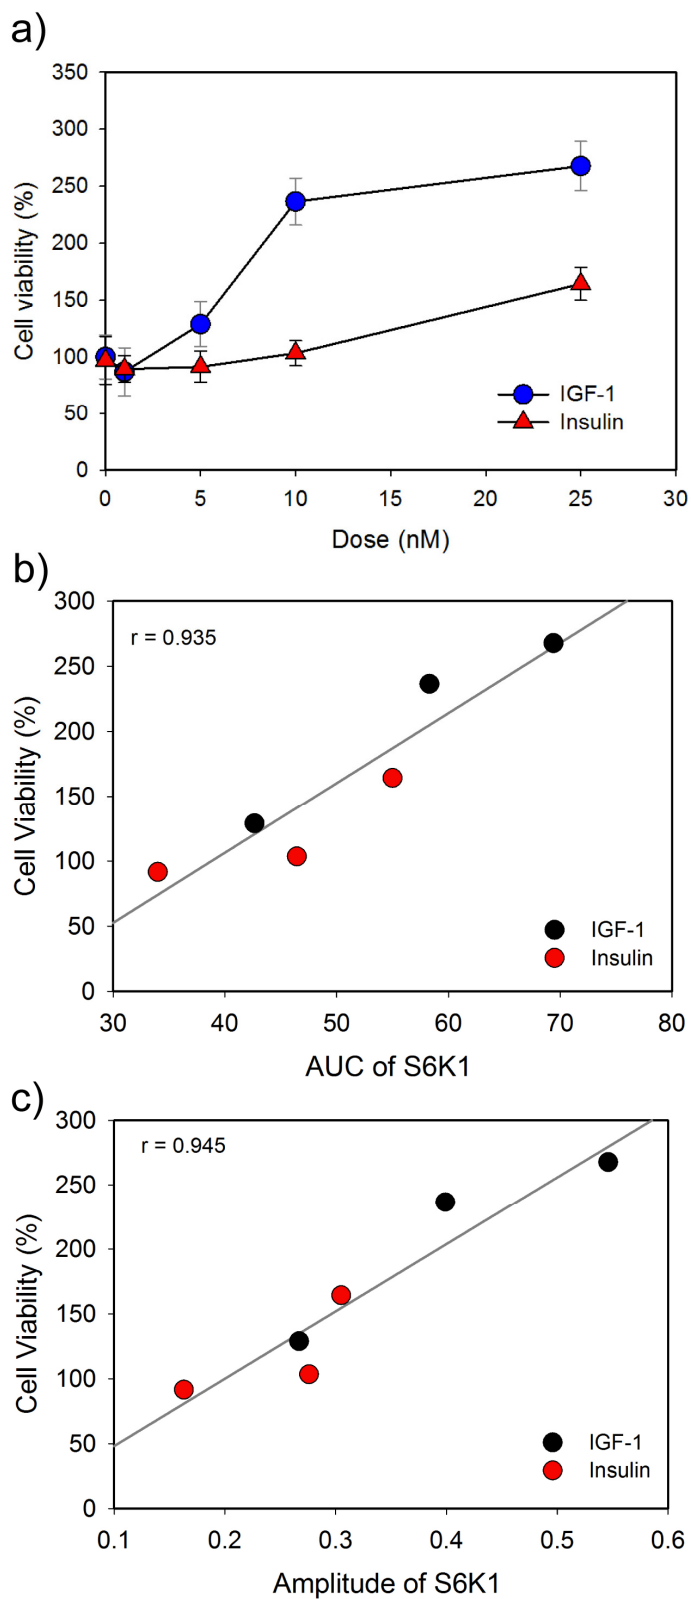 a)
350
300
250
200
150
100
50
0
Cell viability (%)
IGF-1
Insulin
0 5 10 15 20 25 30
Dose (nM)
b)
300
250
200
150
100
50
0
Cell Viability (%)
r = 0.935
IGF-1
Insulin
30 40 50 60 70 80
AUC of S6K1
c)
300
250
200
150
100
50
0
Cell Viability (%)
r = 0.945
IGF-1
Insulin
0.1 0.2 0.3 0.4 0.5 0.6
Amplitude of S6K1